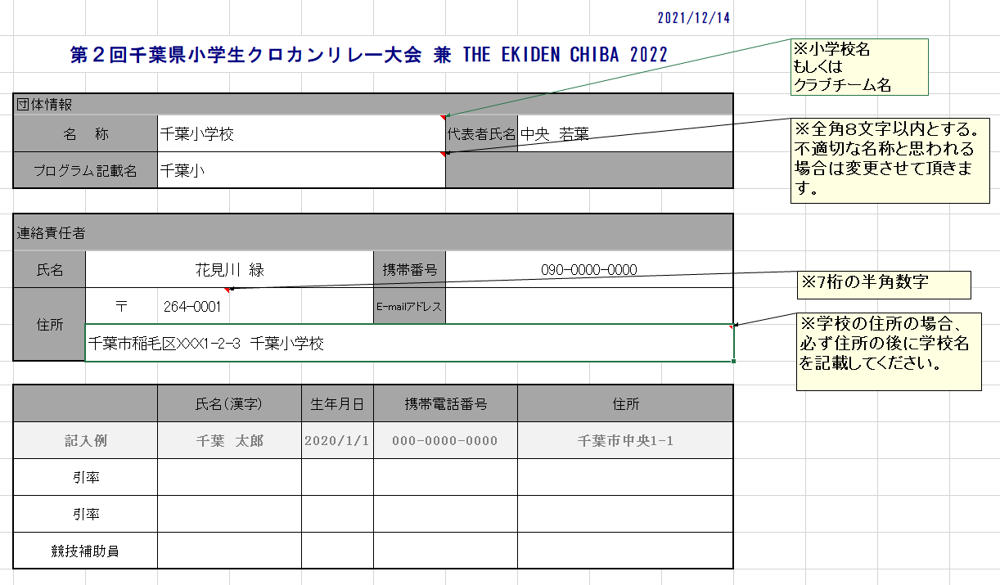 2021/12/14
第２回千葉県小学生クロカンリレー大会 兼 THE EKIDEN CHIBA 2022
※小学校名
もしくは
クラブチーム名
団体情報
名　称 千葉小学校 代表者氏名 中央　若葉
※全角８文字以内とする。
不適切な名称と思われる
場合は変更させて頂きま
す。
プログラム記載名 千葉小
連絡責任者
氏名 花見川 緑 携帯番号 090-0000-0000
※7桁の半角数字
住所 〒 264-0001 E-mailアドレス
※学校の住所の場合、
必ず住所の後に学校名
を記載してください。
千葉市稲毛区XXX1-2-3 千葉小学校
氏名（漢字） 生年月日 携帯電話番号 住所
記入例 千葉　太郎 2020/1/1 000-0000-0000 千葉市中央1-1
引率
引率
競技補助員